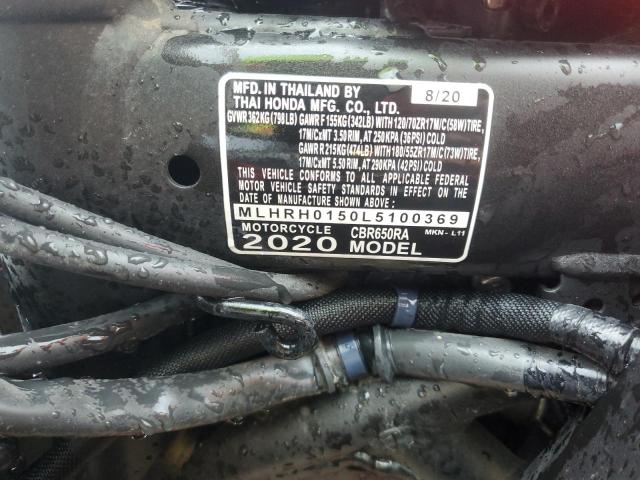 MFD. IN THAILAND BY 8/20
THAI HONDA MFG. CO., LTD.
GVWR 362KG (798LB) GAWR F 155KG (342LB) WITH 120/70ZR17M/C(58W)TIRE,
17M/CxMT 3.50 RIM, AT 250KPA (36PSI) COLD
GAWR R 215KG (474LB) WITH 180/55ZR17M/C(73W)TIRE,
17M/CxMT 5.50 RIM, AT 290KPA (42PSI) COLD
THIS VEHICLE CONFORMS TO ALL APPLICABLE FEDERAL
MOTOR VEHICLE SAFETY STANDARDS IN EFFECT ON THE
DATE OF MANUFACTURE SHOWN ABOVE:
MLHRH0150L5100369
MOTORCYCLE CBR650RA MKN- L11
2020 MODEL